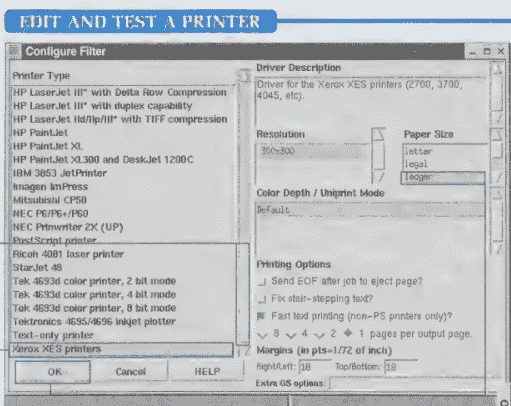 EDIT AND TEST A PRINTER
Configure Filter
Printer Type
HP LaserJet III* with Delta Row Compression
HP LaserJet III* with duplex capability
HP LaserJet IId/IIp/III* with TIFF compression
HP PaintJet
HP PaintJet XL
HP PaintJet XL300 and DeskJet 1200C
IBM 3853 JetPrinter
Imagen ImPress
Mitsubishi CP50
NEC P6/P6+/P60
NEC Prinwriter 2X (UP)
PostScript printer
Ricoh 4081 laser printer
StarJet 48
Tek 4693d color printer, 2 bit mode
Tek 4693d color printer, 4 bit mode
Tek 4693d color printer, 8 bit mode
Tektronics 4695/4696 inkjet plotter
Text-only printer
Xerox XES printers
OK Cancel HELP
Driver Description
Driver for the Xerox XES printers (2700, 3700,
4045, etc).
Resolution
300x300
Paper Size
letter
legal
ledger
Color Depth / Uniprint Mode
Default
Printing Options
Send EOF after job to eject page?
Fix stair-stepping text?
Fast text printing (non-PS printers only)?
8 4 2 1 pages per output page.
Margins (in pts=1/72 of inch)
Right/Left: 18 Top/Bottom: 18
Extra GS options: